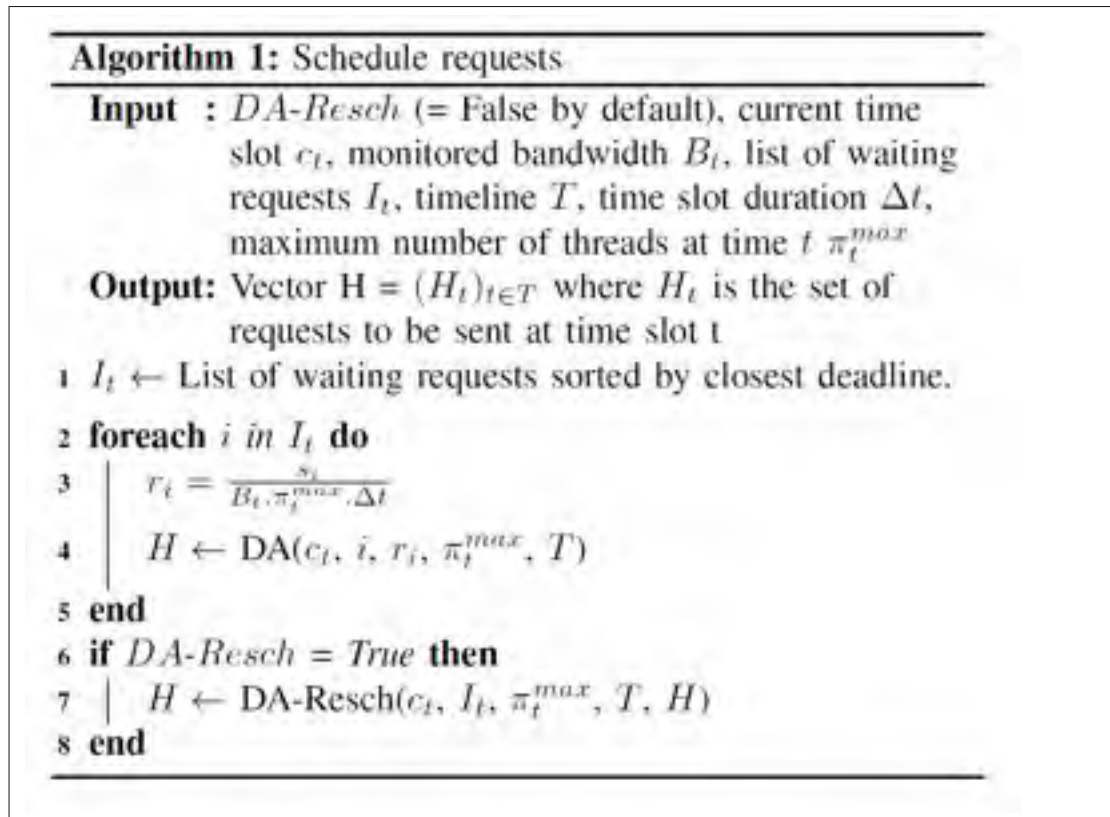 Algorithm 1: Schedule requests
Input : DA-Resch (= False by default), current time
slot c_t, monitored bandwidth B_t, list of waiting
requests I_t, timeline T, time slot duration Δt,
maximum number of threads at time t π_t^{max}
Output: Vector H = (H_t)_{t∈T} where H_t is the set of
requests to be sent at time slot t
1 I_t ← List of waiting requests sorted by closest deadline.
2 foreach i in I_t do
3 r_i = \frac{s_i}{B_t.π_t^{max}.Δt}
4 H ← DA(c_t, i, r_i, π_t^{max}, T)
5 end
6 if DA-Resch = True then
7 H ← DA-Resch(c_t, I_t, π_t^{max}, T, H)
8 end